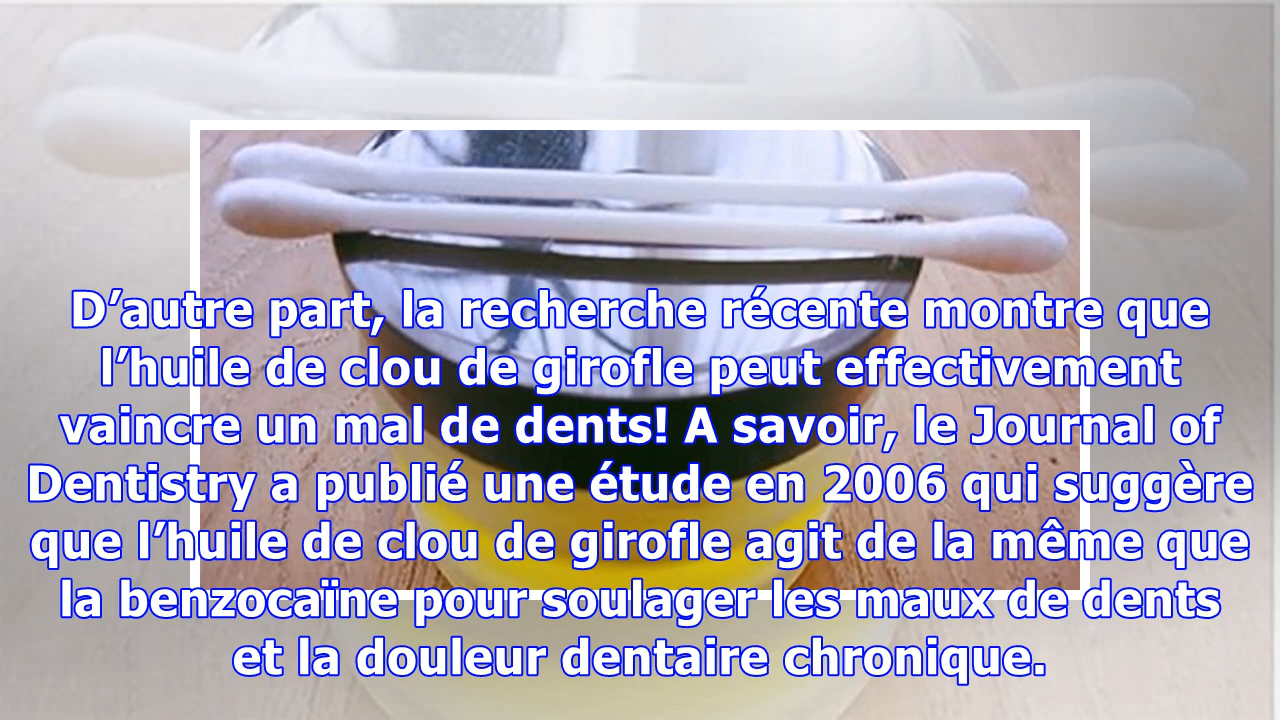 D’autre part, la recherche récente montre que
l’huile de clou de girofle peut effectivement
vaincre un mal de dents! A savoir, le Journal of
Dentistry a publié une étude en 2006 qui suggère
que l’huile de clou de girofle agit de la même que
la benzocaïne pour soulager les maux de dents
et la douleur dentaire chronique.